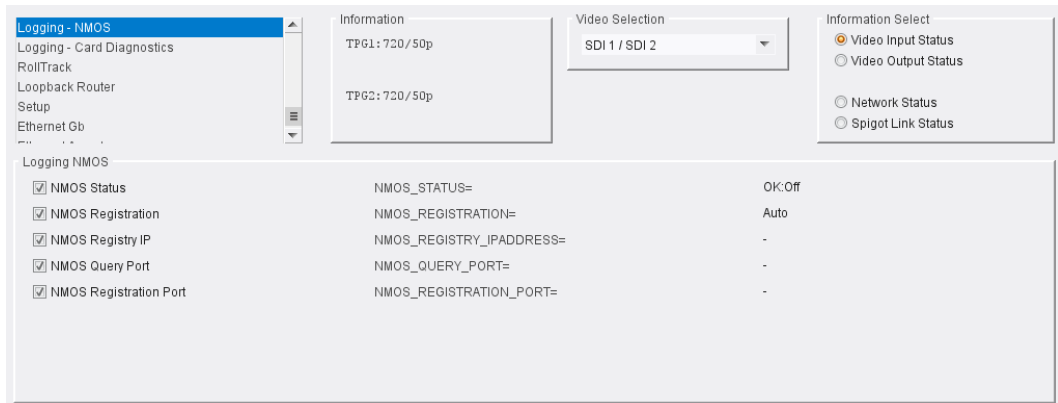 Logging - NMOS
Logging - Card Diagnostics
RollTrack
Loopback Router
Setup
Ethernet Gb
Information
TPG1:720/50p
TPG2:720/50p
Video Selection
SDI 1 / SDI 2
Information Select
Video Input Status
Video Output Status
Network Status
Spigot Link Status
Logging NMOS
NMOS Status NMOS_STATUS= OK:Off
NMOS Registration NMOS_REGISTRATION= Auto
NMOS Registry IP NMOS_REGISTRY_IPADDRESS= -
NMOS Query Port NMOS_QUERY_PORT= -
NMOS Registration Port NMOS_REGISTRATION_PORT= -